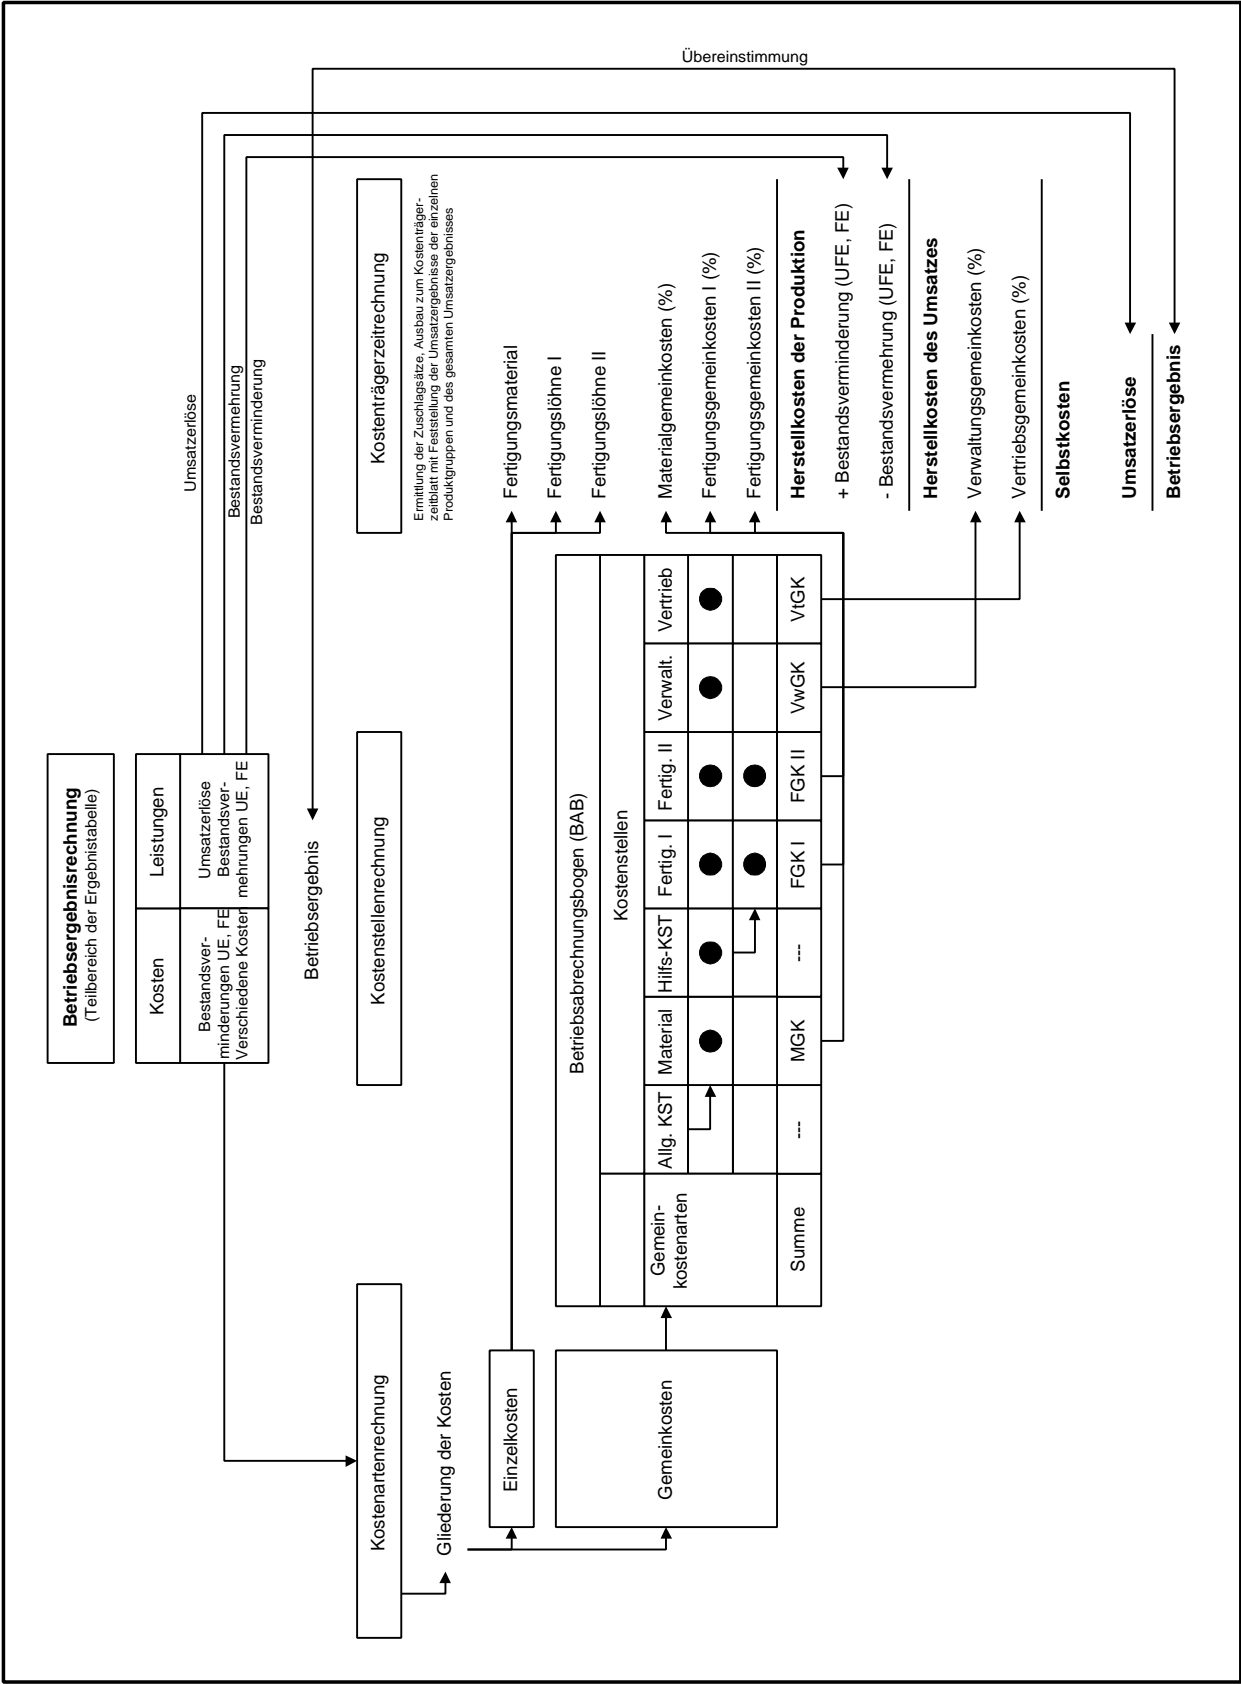 Betriebsergebnisrechnung
(Teilbereich der Ergebnistabelle)
Kosten
Leistungen
Bestandsver-
minderungen UE, FE
Verschiedene Kosten
Umsatzerlöse
Bestandsver-
mehrungen UE, FE
Umsatzerlöse
Bestandsvermehrung
Bestandsverminderung
Betriebsergebnis
Übereinstimmung
Kostenartenrechnung
Kostenstellenrechnung
Kostenträgerzeitrechnung
Gliederung der Kosten
Ermittlung der Zuschlagsätze, Ausbau zum Kostenträger-
zeitblatt mit Feststellung der Umsatzergebnisse der einzelnen
Produktgruppen und des gesamten Umsatzergebnisses
Einzelkosten
Gemeinkosten
Betriebsabrechnungsbogen (BAB)
Kostenstellen
Gemein-
kostenarten
Allg. KST
Material
Hilfs-KST
Fertig. I
Fertig. II
Verwalt.
Vertrieb
Summe
---
MGK
---
FGK I
FGK II
VwGK
VtGK
Fertigungsmaterial
Fertigungslöhne I
Fertigungslöhne II
Materialgemeinkosten (%)
Fertigungsgemeinkosten I (%)
Fertigungsgemeinkosten II (%)
Herstellkosten der Produktion
+ Bestandsverminderung (UFE, FE)
- Bestandsvermehrung (UFE, FE)
Herstellkosten des Umsatzes
Verwaltungsgemeinkosten (%)
Vertriebsgemeinkosten (%)
Selbstkosten
Umsatzerlöse
Betriebsergebnis